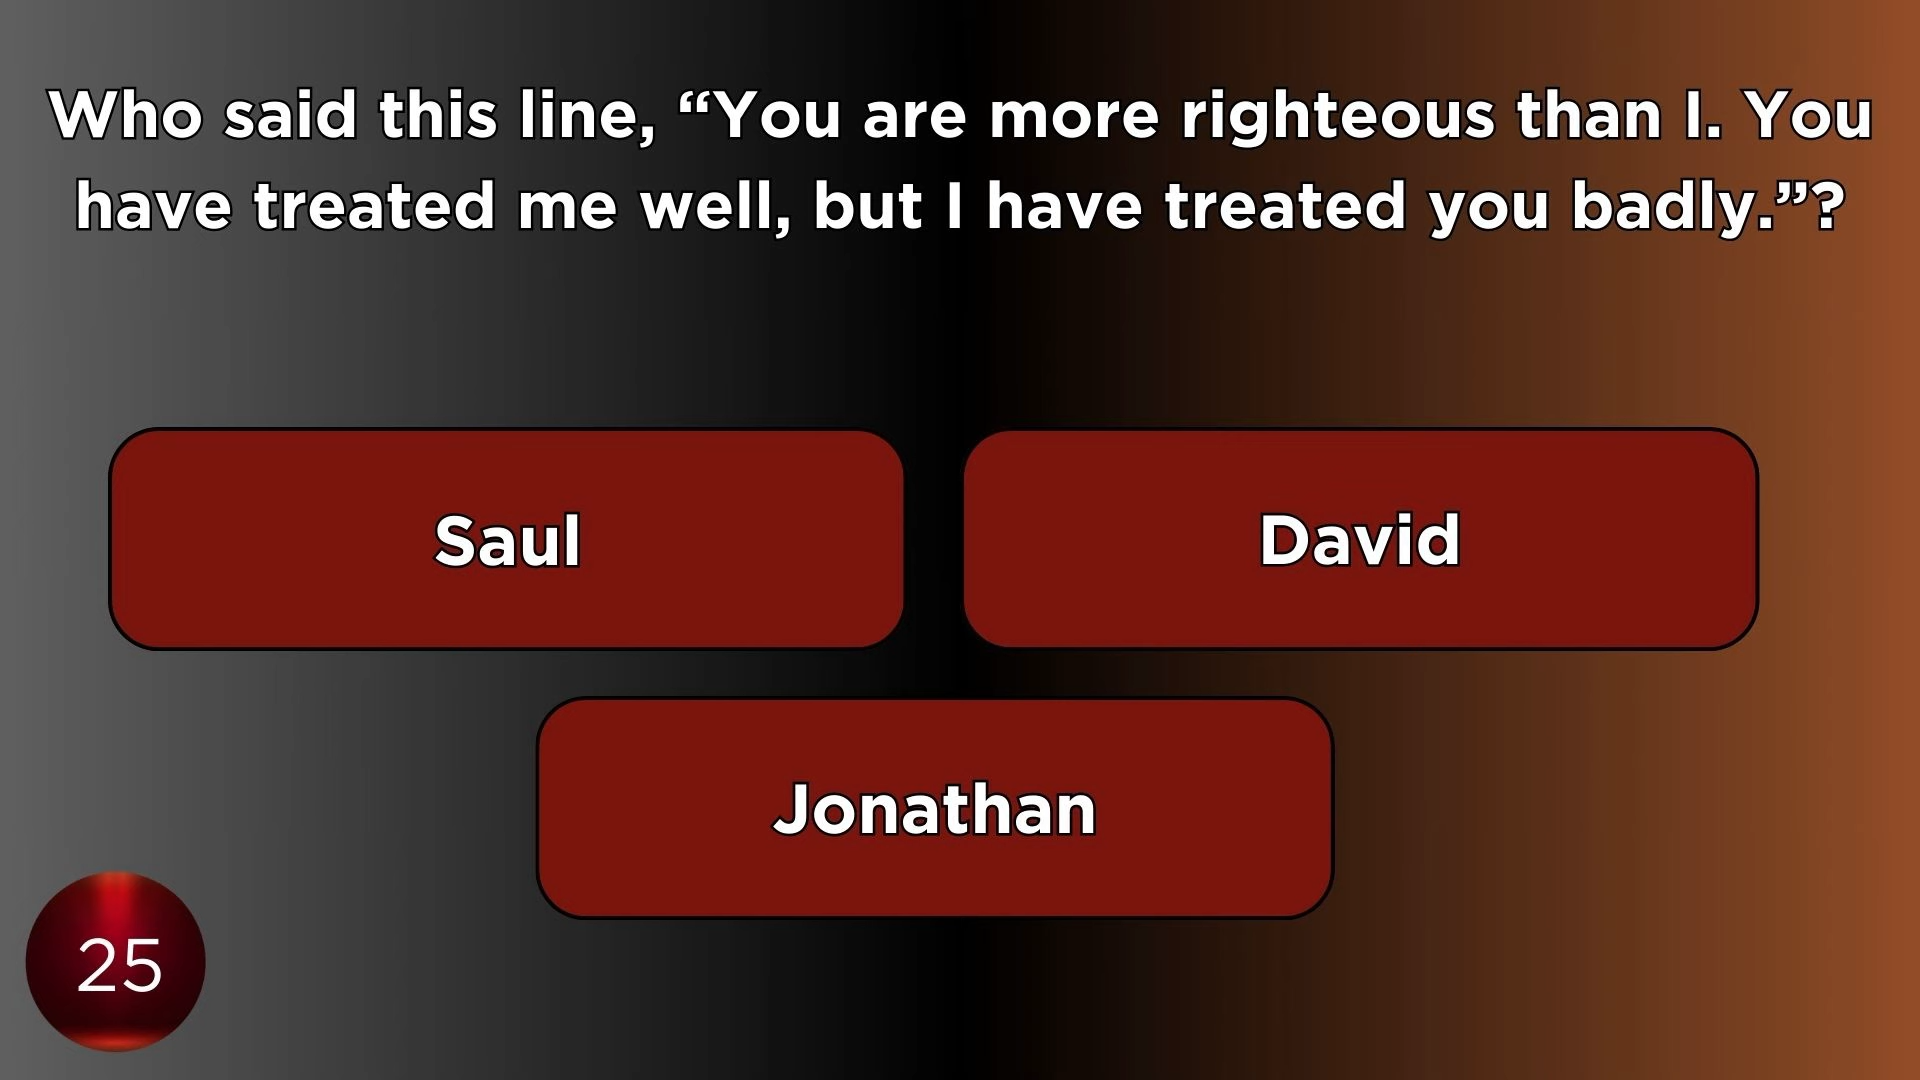 Who said this line, “You are more righteous than I. You
have treated me well, but I have treated you badly.”?
Saul
David
Jonathan
25